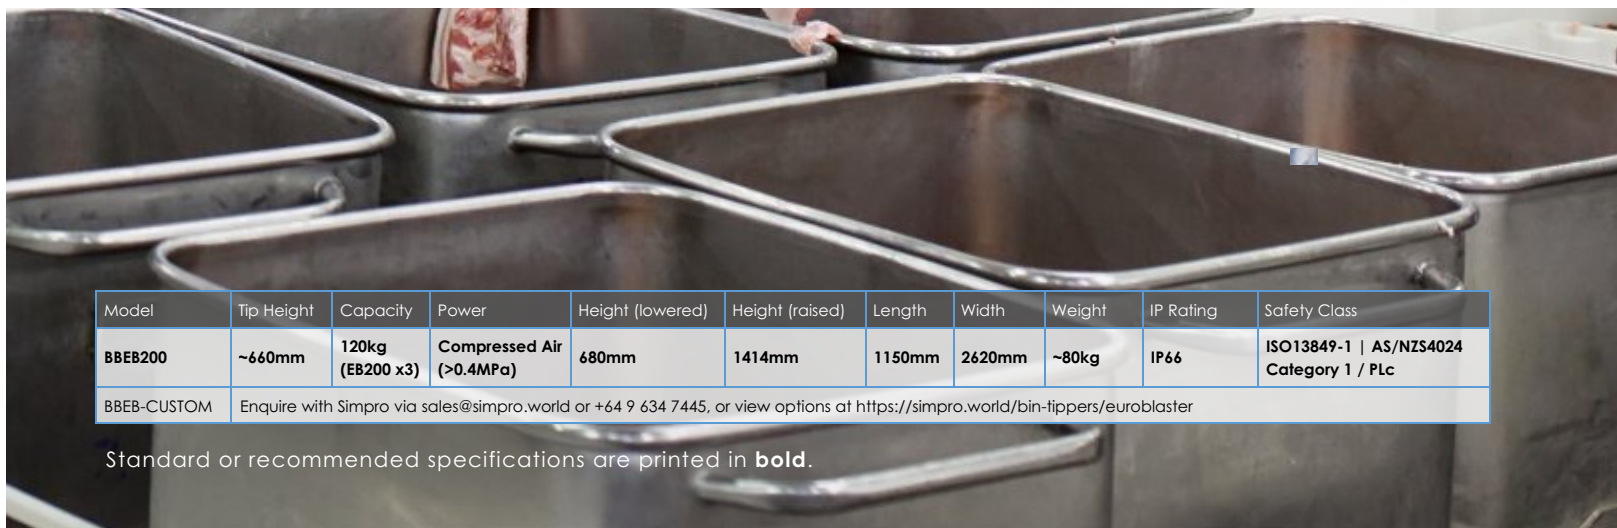 Model Tip Height Capacity Power Height (lowered) Height (raised) Length Width Weight IP Rating Safety Class
BBEB200 ~660mm 120kg (EB200 x3) Compressed Air (>0.4MPa) 680mm 1414mm 1150mm 2620mm ~80kg IP66 ISO13849-1 | AS/NZS4024 Category 1 / PLc
BBEB-CUSTOM Enquire with Simpro via sales@simpro.world or +64 9 634 7445, or view options at https://simpro.world/bin-tippers/euroblaster
Standard or recommended specifications are printed in bold.